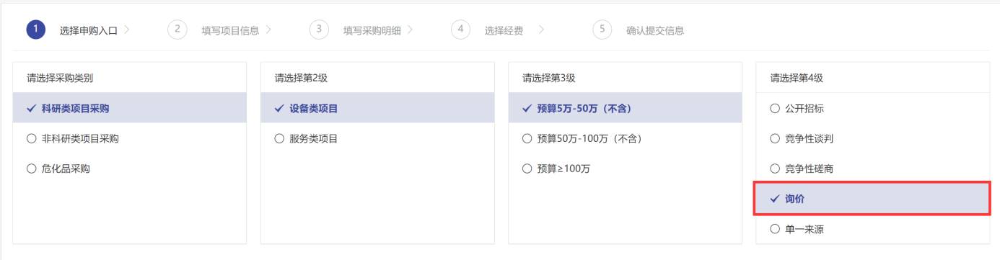 1 选择申购入口 2 填写项目信息 3 填写采购明细 4 选择经费 5 确认提交信息
请选择采购类别
科研类项目采购
非科研类项目采购
危化品采购
请选择第2级
设备类项目
服务类项目
请选择第3级
预算5万-50万（不含）
预算50万-100万（不含）
预算≥100万
请选择第4级
公开招标
竞争性谈判
竞争性磋商
询价
单一来源